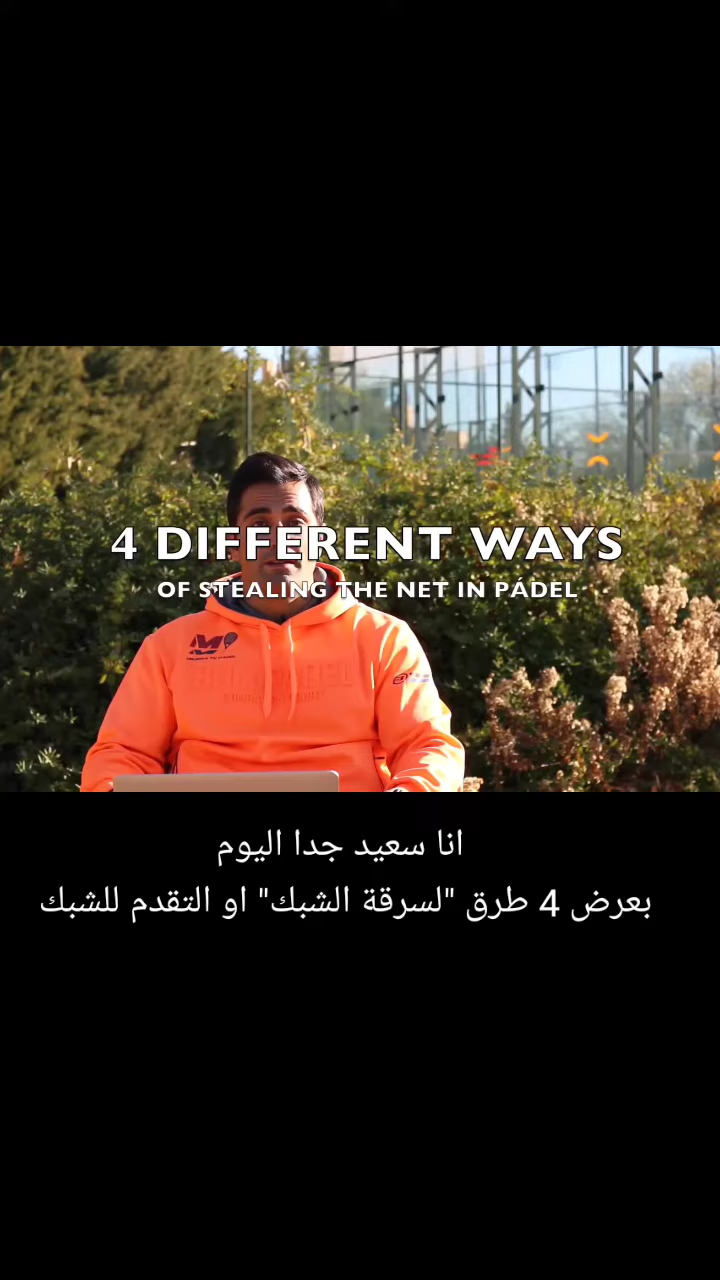 4 DIFFERENT WAYS
OF STEALING THE NET IN PÁDEL
انا سعيد جدا اليوم
بعرض 4 طرق "لسرقة الشبك" او التقدم للشبك